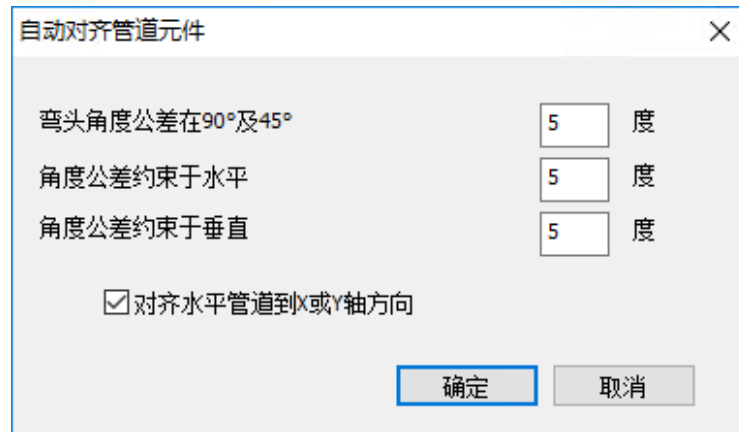 自动对齐管道元件
弯头角度公差在90°及45° 5 度
角度公差约束于水平 5 度
角度公差约束于垂直 5 度
对齐水平管道到X或Y轴方向
确定 取消